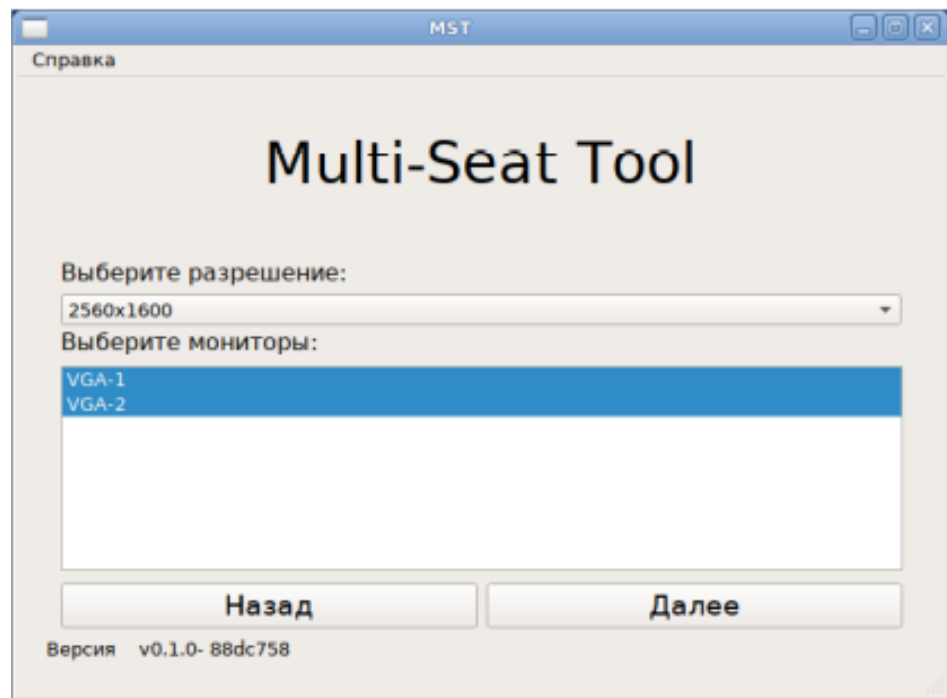 MST
Справка
Multi-Seat Tool
Выберите разрешение:
2560x1600
Выберите мониторы:
VGA-1
VGA-2
Назад Далее
Версия v0.1.0- 88dc758